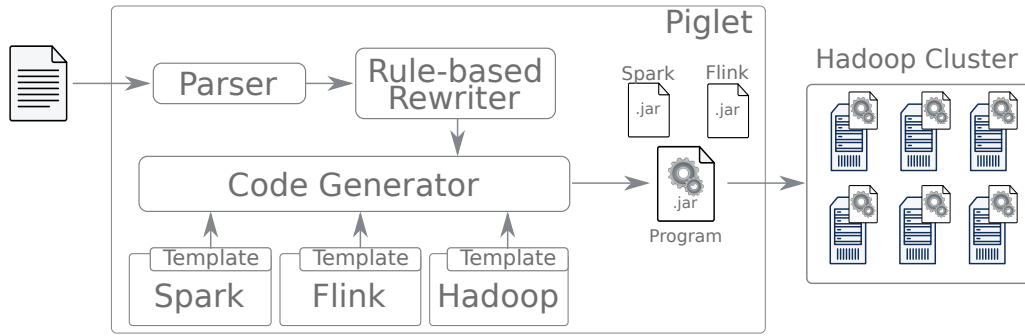 Piglet
Parser
Rule-based
Rewriter
Code Generator
Template
Spark
Template
Flink
Template
Hadoop
Spark
.jar
Flink
.jar
.jar
Program
Hadoop Cluster